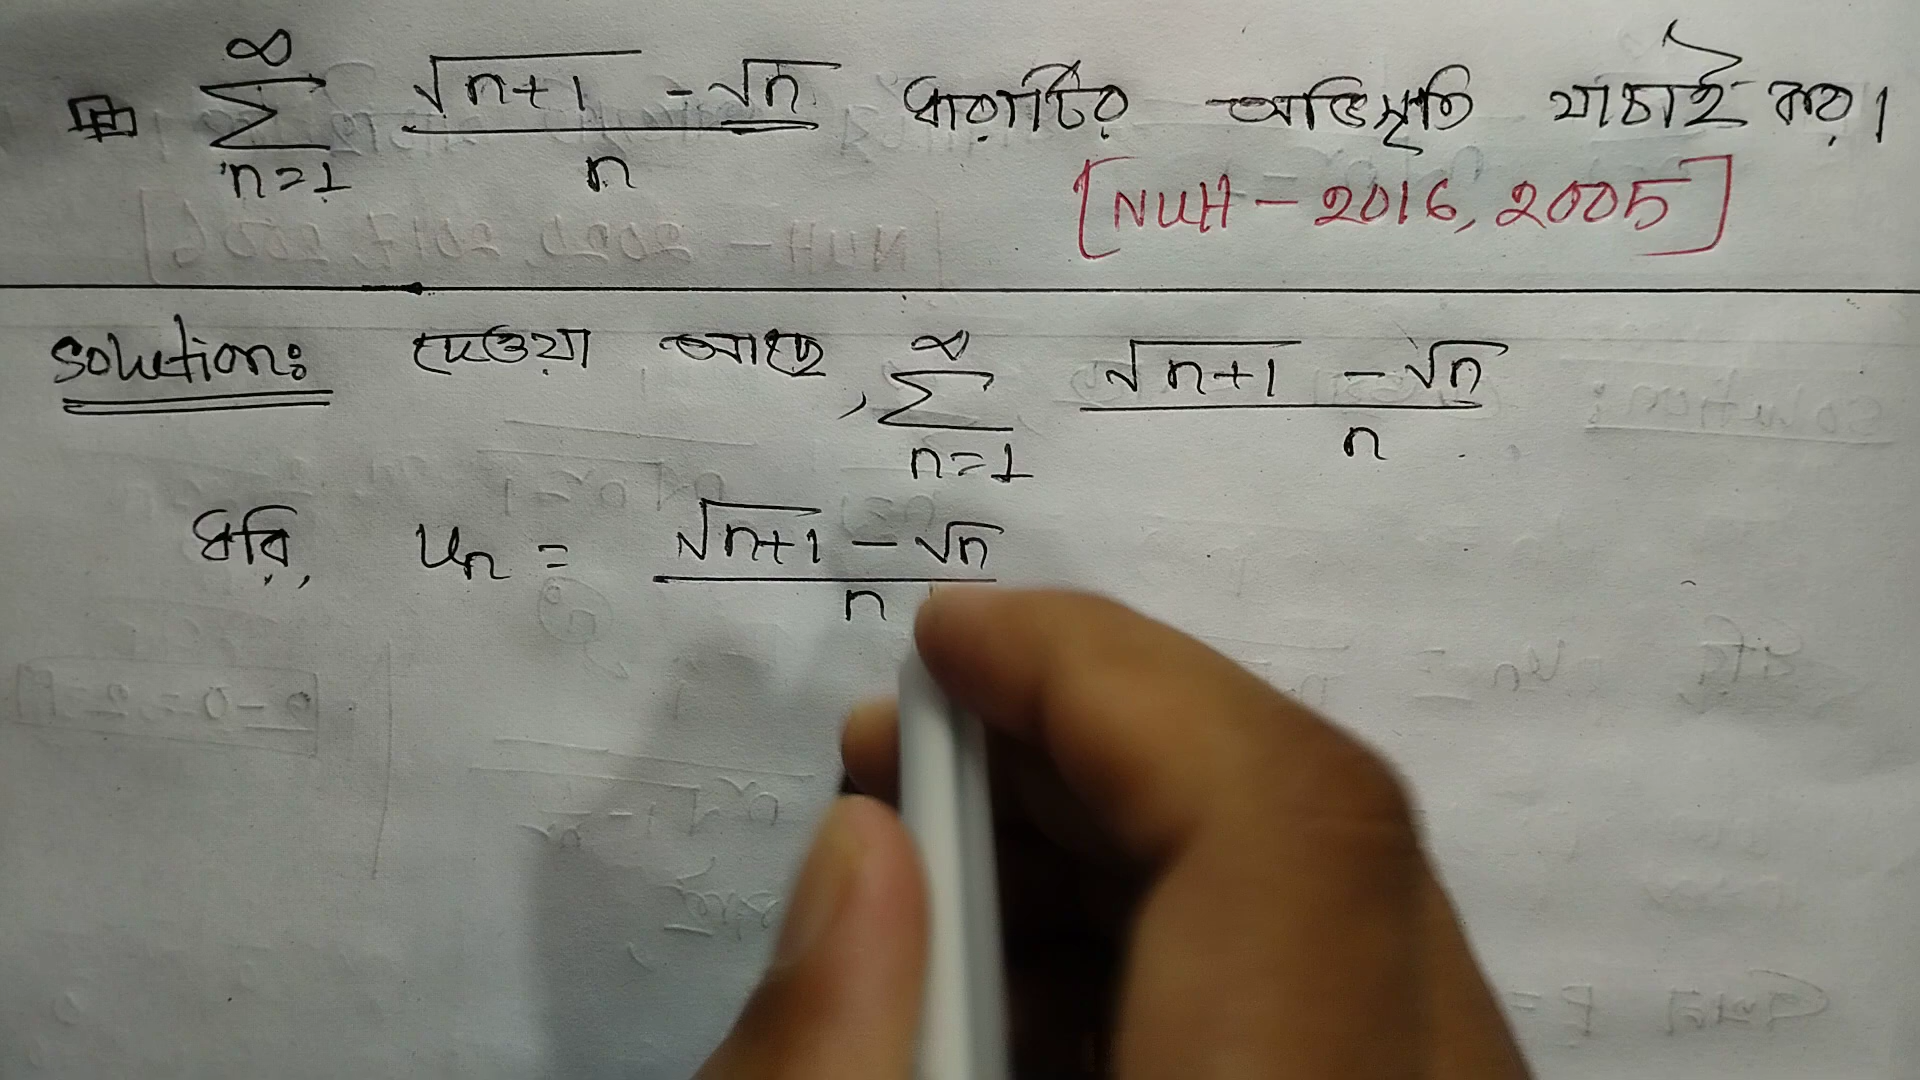 ∑_{n=1}^{∞} (√(n+1) - √n)/n ধারাটির অভিসৃতি যাচাই কর।
[NUH - 2016, 2005]
Solution: দেওয়া আছে, ∑_{n=1}^{∞} (√(n+1) - √n)/n
ধরি, Un = (√(n+1) - √n)/n